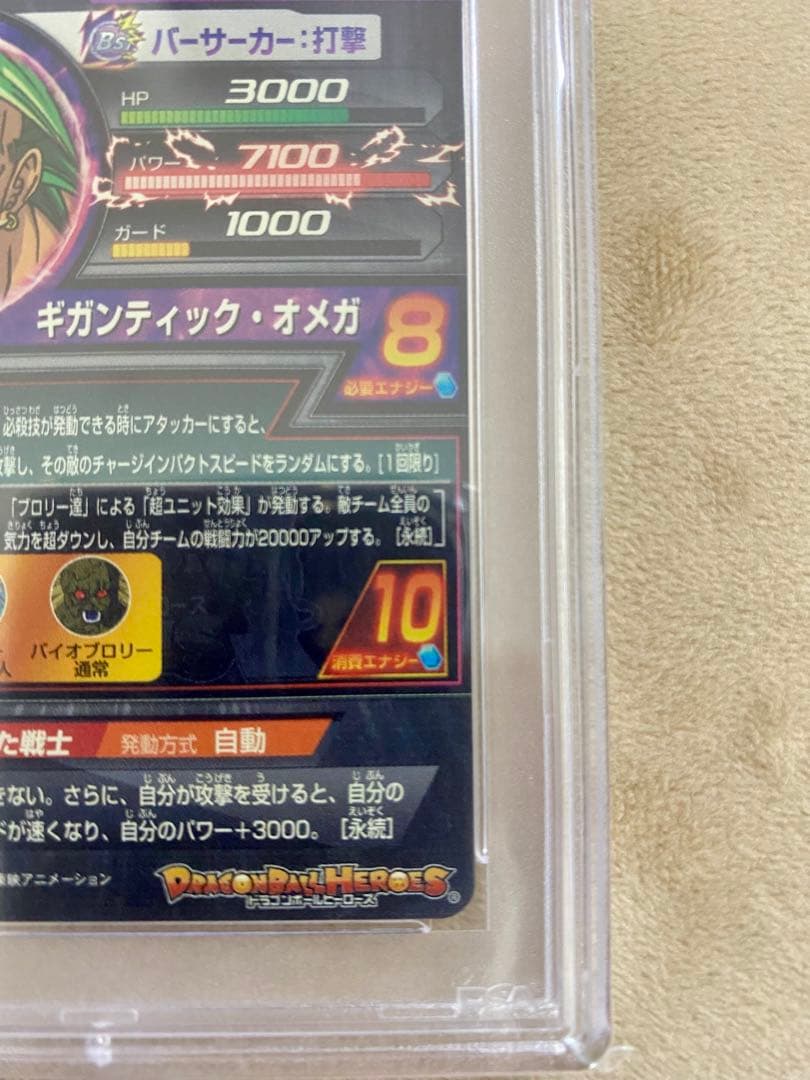 Bsr バーサーカー:打撃
HP 3000
パワー 7100
ガード 1000
ギガンティック・オメガ 8
必要エナジー
必殺技が発動できる時にアタッカーにすると、
撃し、その敵のチャージインパクトスピードをランダムにする。[1回限り]
「ブロリー達」による「超ユニット効果」が発動する。敵チーム全員の
気力を超ダウンし、自分チームの戦闘力が20000アップする。[永続]
人 バイオブロリー
通常
10
消費エナジー
た戦士 発動方式 自動
きない。さらに、自分が攻撃を受けると、自分の
ドが速くなり、自分のパワー+3000。[永続]
東映アニメーション
DRAGONBALL HEROES
ドラゴンボールヒーローズ
PSA